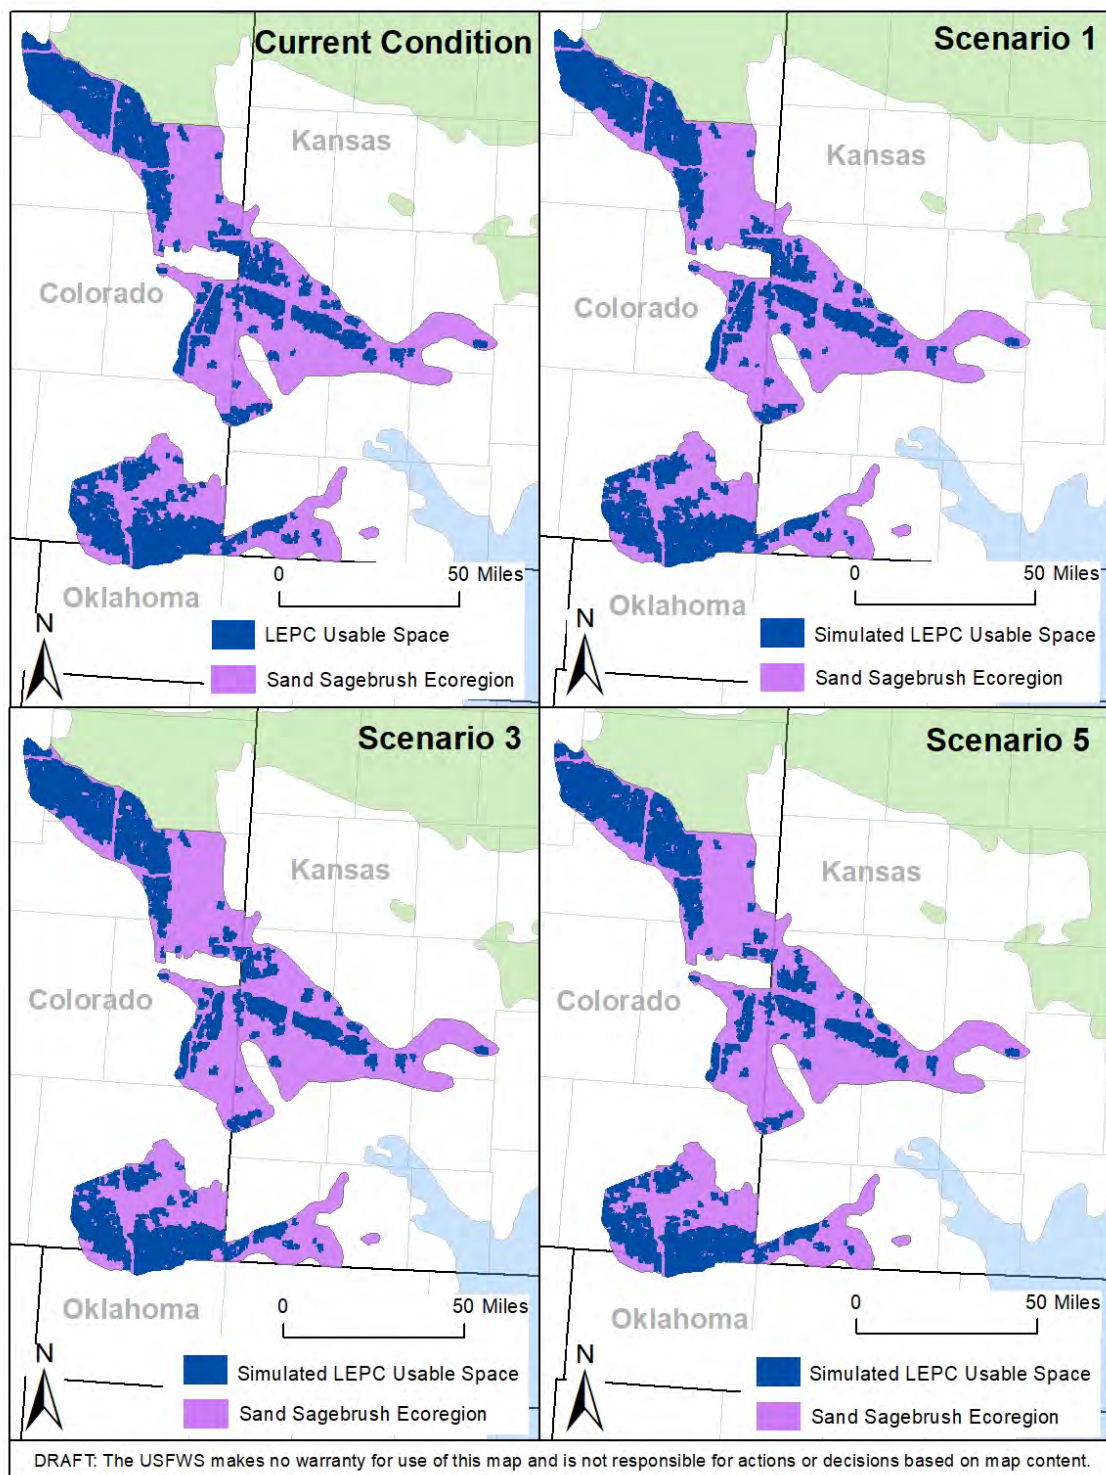 Current Condition
Kansas
Colorado
0 50 Miles
Oklahoma
N
LEPC Usable Space
Sand Sagebrush Ecoregion
Scenario 1
Kansas
Colorado
0 50 Miles
Oklahoma
N
Simulated LEPC Usable Space
Sand Sagebrush Ecoregion
Scenario 3
Kansas
Colorado
Oklahoma
0 50 Miles
N
Simulated LEPC Usable Space
Sand Sagebrush Ecoregion
Scenario 5
Kansas
Colorado
0 50 Miles
Oklahoma
N
Simulated LEPC Usable Space
Sand Sagebrush Ecoregion
DRAFT: The USFWS makes no warranty for use of this map and is not responsible for actions or decisions based on map content.